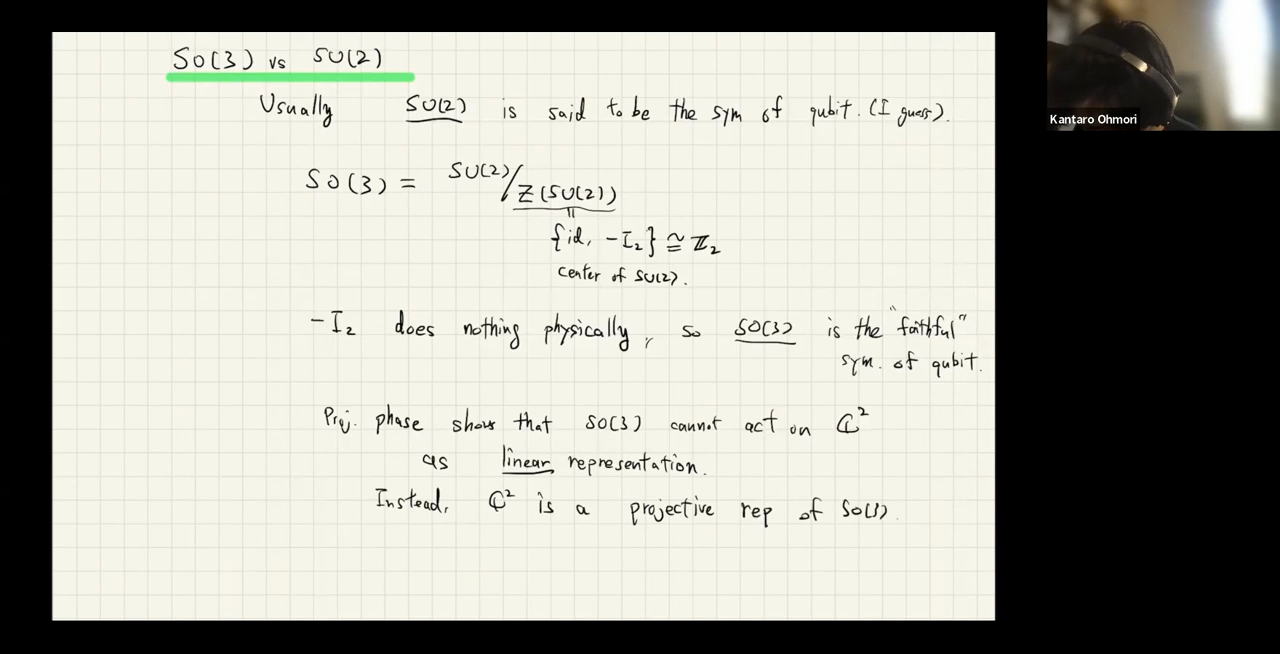 SO(3) vs SU(2)
Usually SU(2) is said to be the sym of qubit. (I guess).
SO(3) = SU(2)/Z(SU(2))
{id, -I₂} ≅ ℤ₂
center of SU(2).
-I₂ does nothing physically, so SO(3) is the "faithful"
sym. of qubit.
Proj. phase shows that SO(3) cannot act on ℂ²
as linear representation.
Instead, ℂ² is a projective rep of SO(3).
Kantaro Ohmori